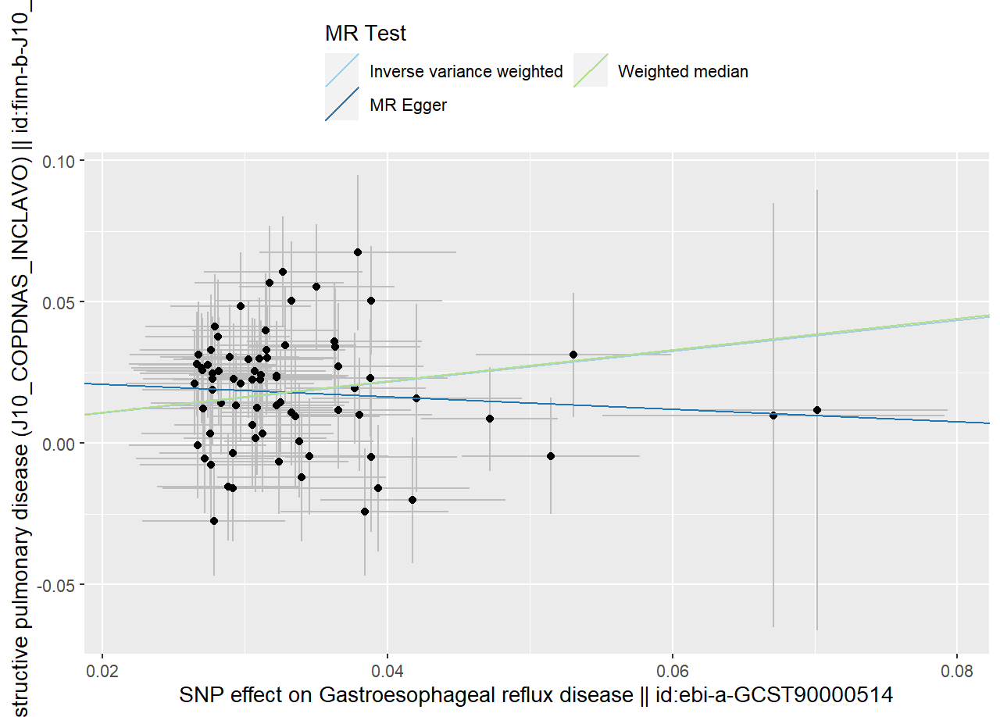 MR Test
Inverse variance weighted
Weighted median
MR Egger
structive pulmonary disease (J10_COPDNAS_INCLAVO) || id:finn-b-J10_
0.10
0.05
0.00
-0.05
0.02
0.04
0.06
0.08
SNP effect on Gastroesophageal reflux disease || id:ebi-a-GCST90000514